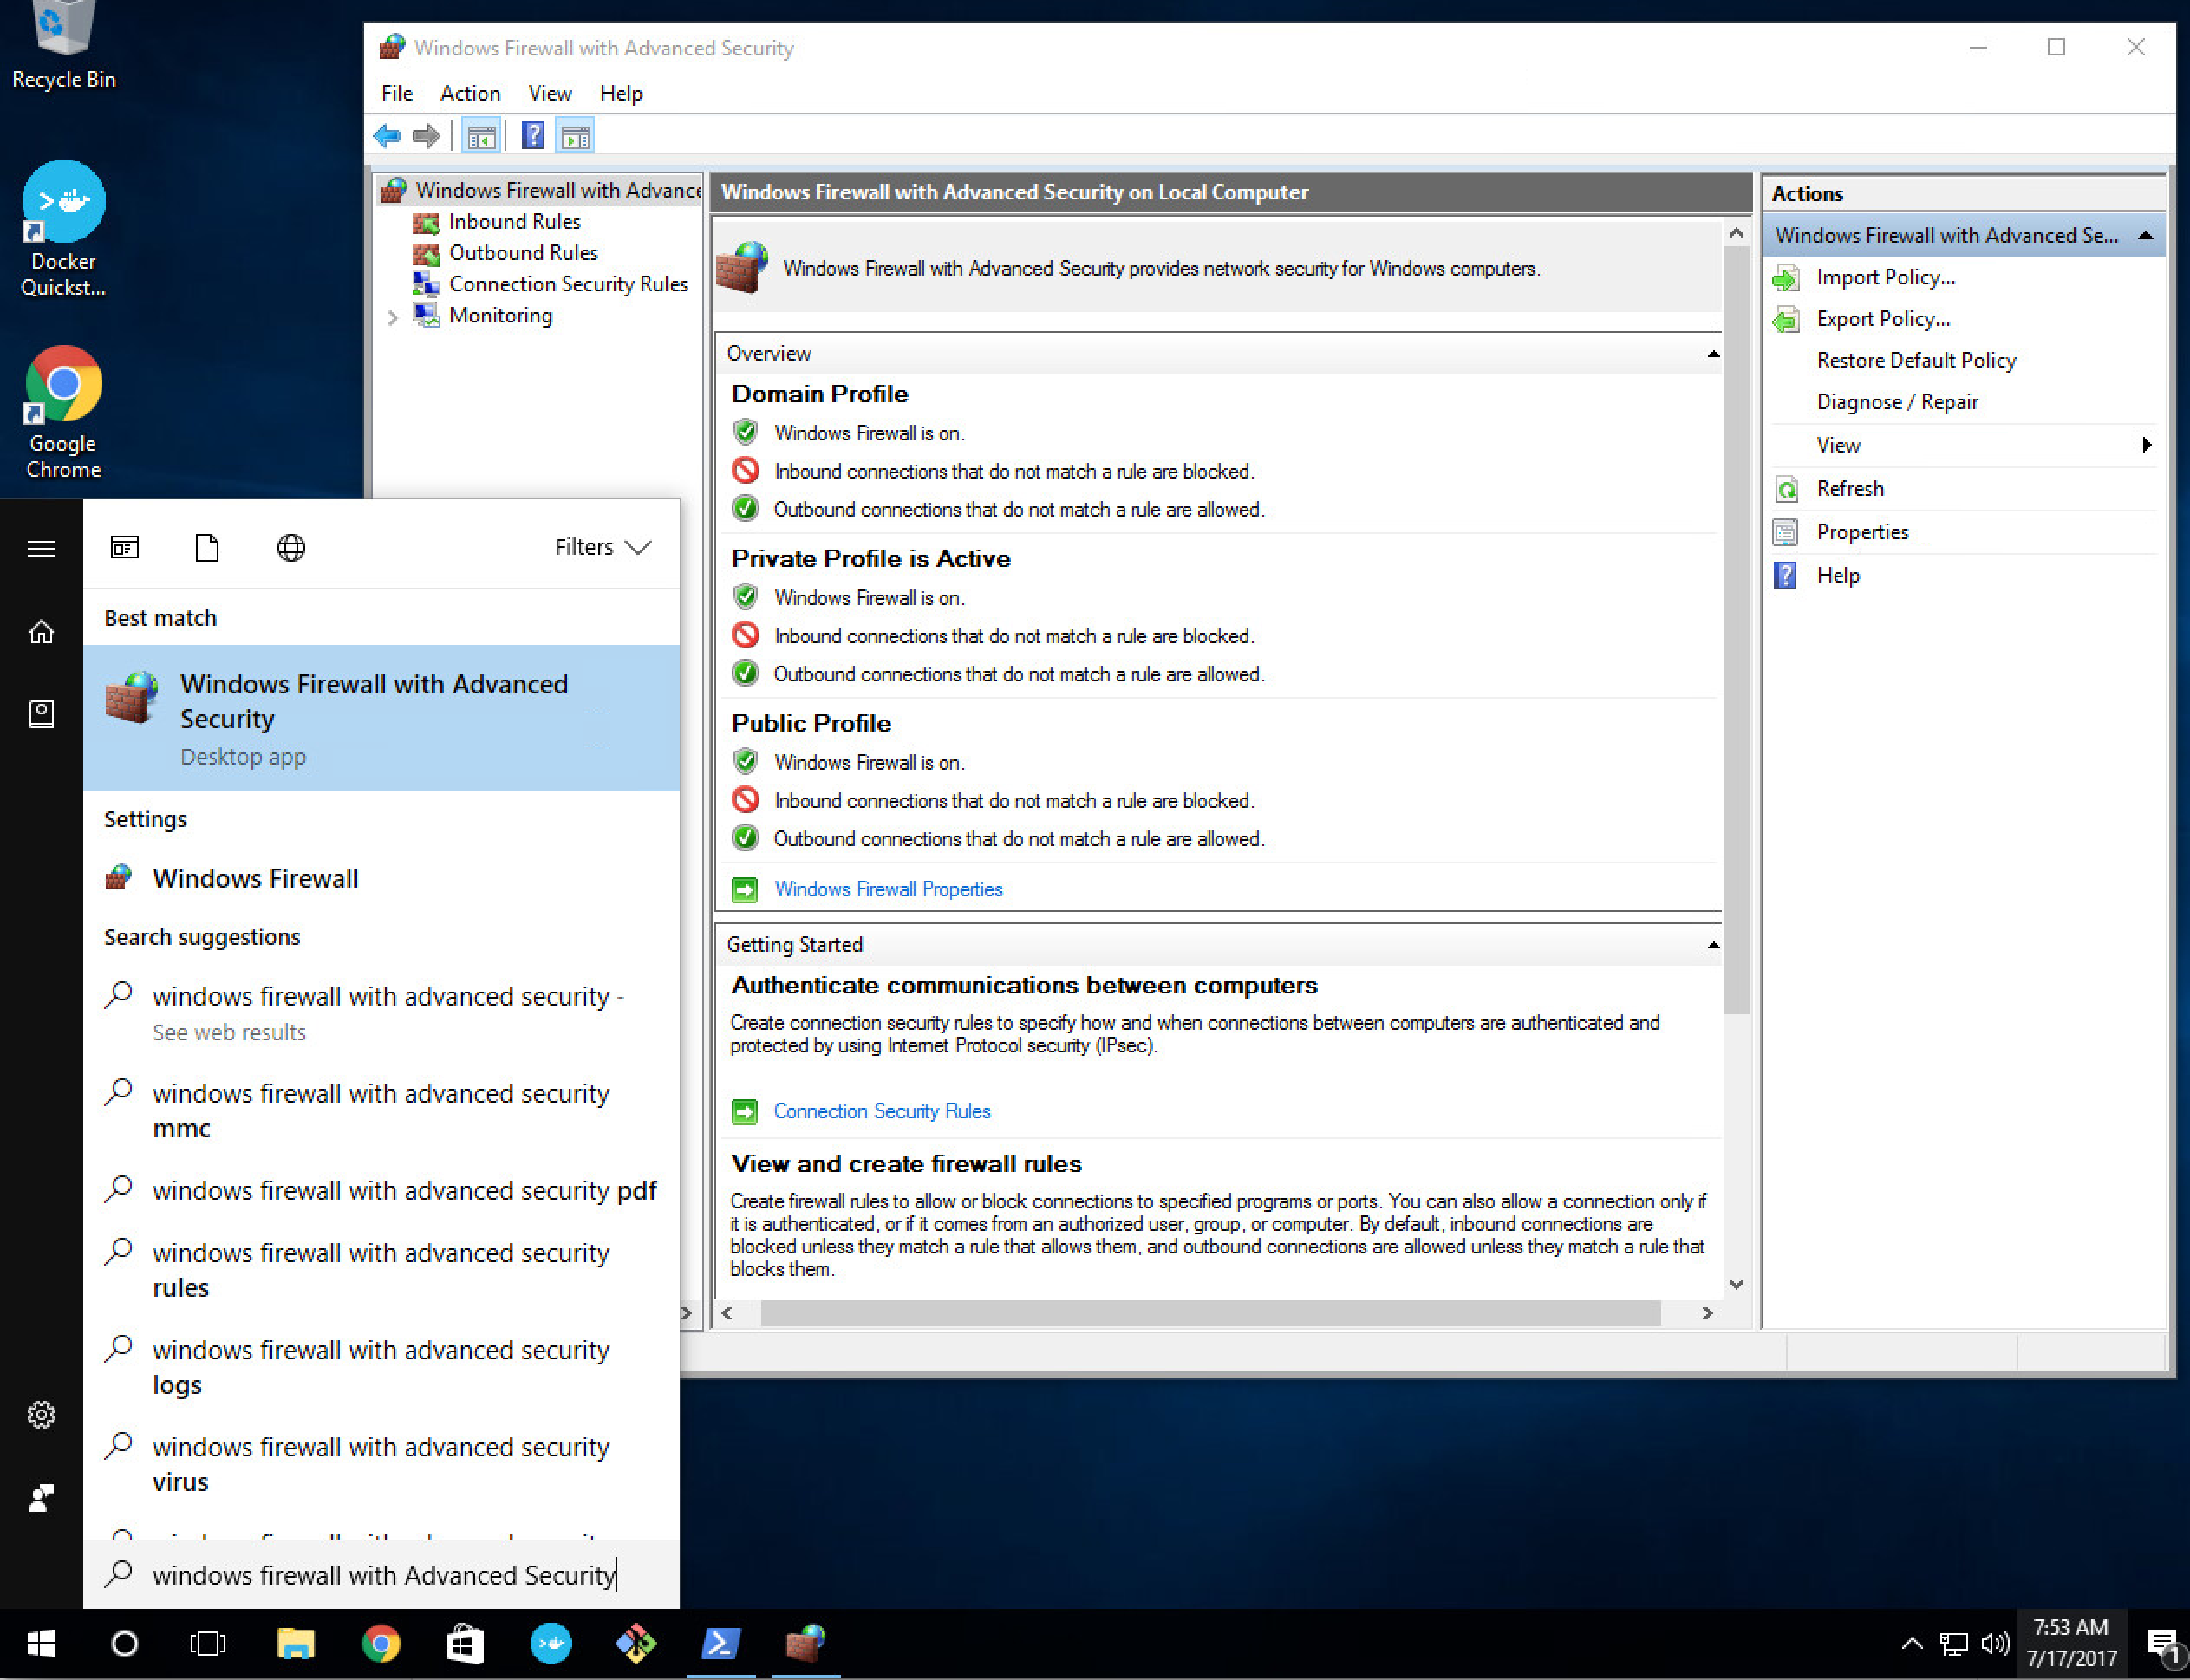 Recycle Bin
Docker
Quickst...
Google
Chrome
Windows Firewall with Advanced Security
File Action View Help
Windows Firewall with Advance
Inbound Rules
Outbound Rules
Connection Security Rules
Monitoring
Windows Firewall with Advanced Security on Local Computer
Windows Firewall with Advanced Security provides network security for Windows computers.
Overview
Domain Profile
Windows Firewall is on.
Inbound connections that do not match a rule are blocked.
Outbound connections that do not match a rule are allowed.
Private Profile is Active
Windows Firewall is on.
Inbound connections that do not match a rule are blocked.
Outbound connections that do not match a rule are allowed.
Public Profile
Windows Firewall is on.
Inbound connections that do not match a rule are blocked.
Outbound connections that do not match a rule are allowed.
Windows Firewall Properties
Getting Started
Authenticate communications between computers
Create connection security rules to specify how and when connections between computers are authenticated and
protected by using Internet Protocol security (IPsec).
Connection Security Rules
View and create firewall rules
Create firewall rules to allow or block connections to specified programs or ports. You can also allow a connection only if
it is authenticated, or if it comes from an authorized user, group, or computer. By default, inbound connections are
blocked unless they match a rule that allows them, and outbound connections are allowed unless they match a rule that
blocks them.
Actions
Windows Firewall with Advanced Se...
Import Policy...
Export Policy...
Restore Default Policy
Diagnose / Repair
View
Refresh
Properties
Help
Filters
Best match
Windows Firewall with Advanced
Security
Desktop app
Settings
Windows Firewall
Search suggestions
windows firewall with advanced security -
See web results
windows firewall with advanced security
mmc
windows firewall with advanced security pdf
windows firewall with advanced security
rules
windows firewall with advanced security
logs
windows firewall with advanced security
virus
windows firewall with Advanced Security
7:53 AM
7/17/2017
1